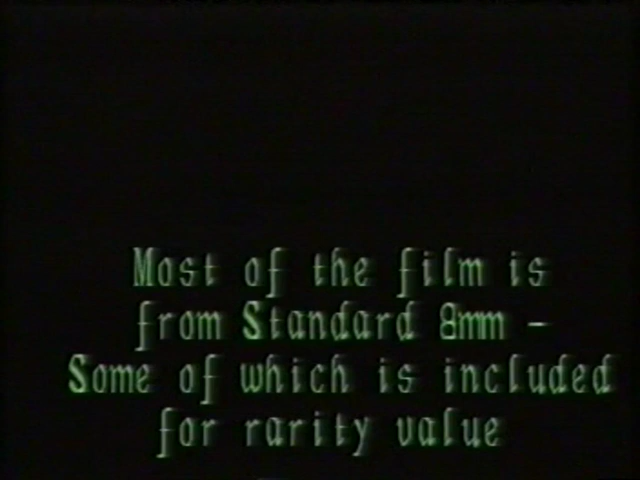 Most of the film is
from Standard 8mm -
Some of which is included
for rarity value